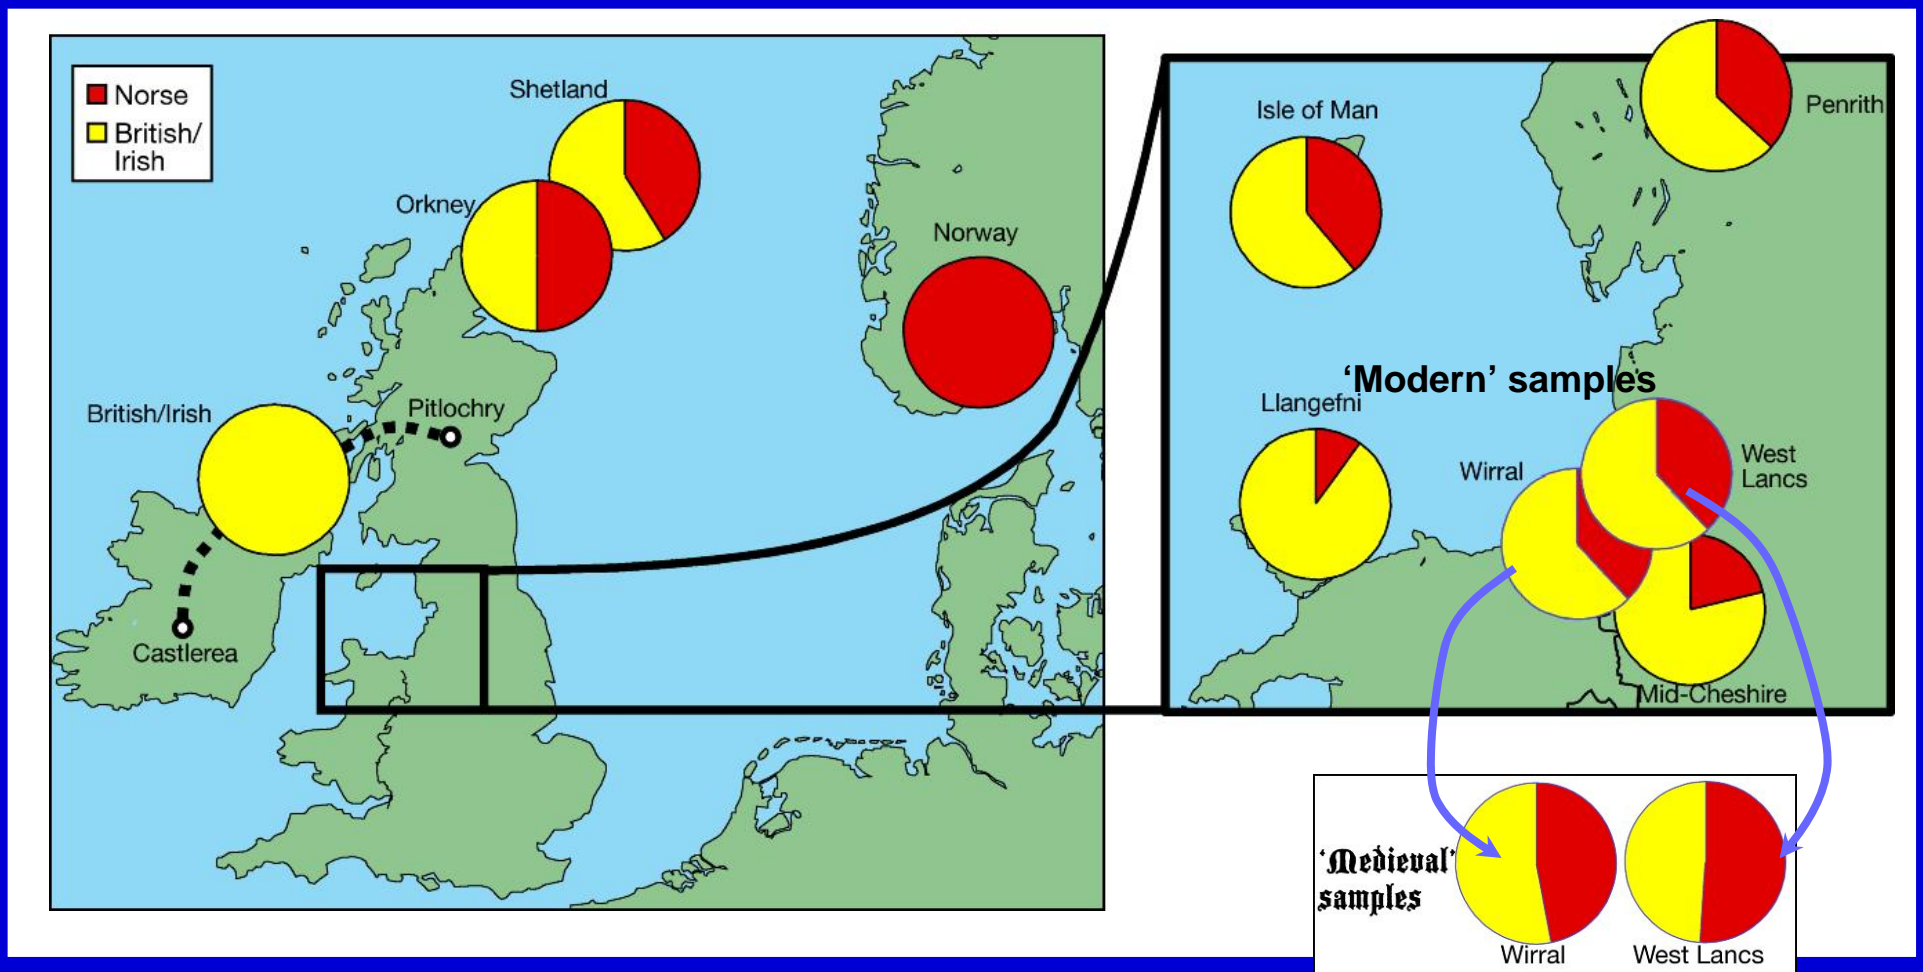 Norse
British/
Irish
Shetland
Orkney
Norway
British/Irish
Pitlochry
Castlerea
Isle of Man
Penrith
‘Modern’ samples
Llangefni
Wirral
West
Lancs
Mid-Cheshire
‘Medieval’
samples
Wirral
West Lancs